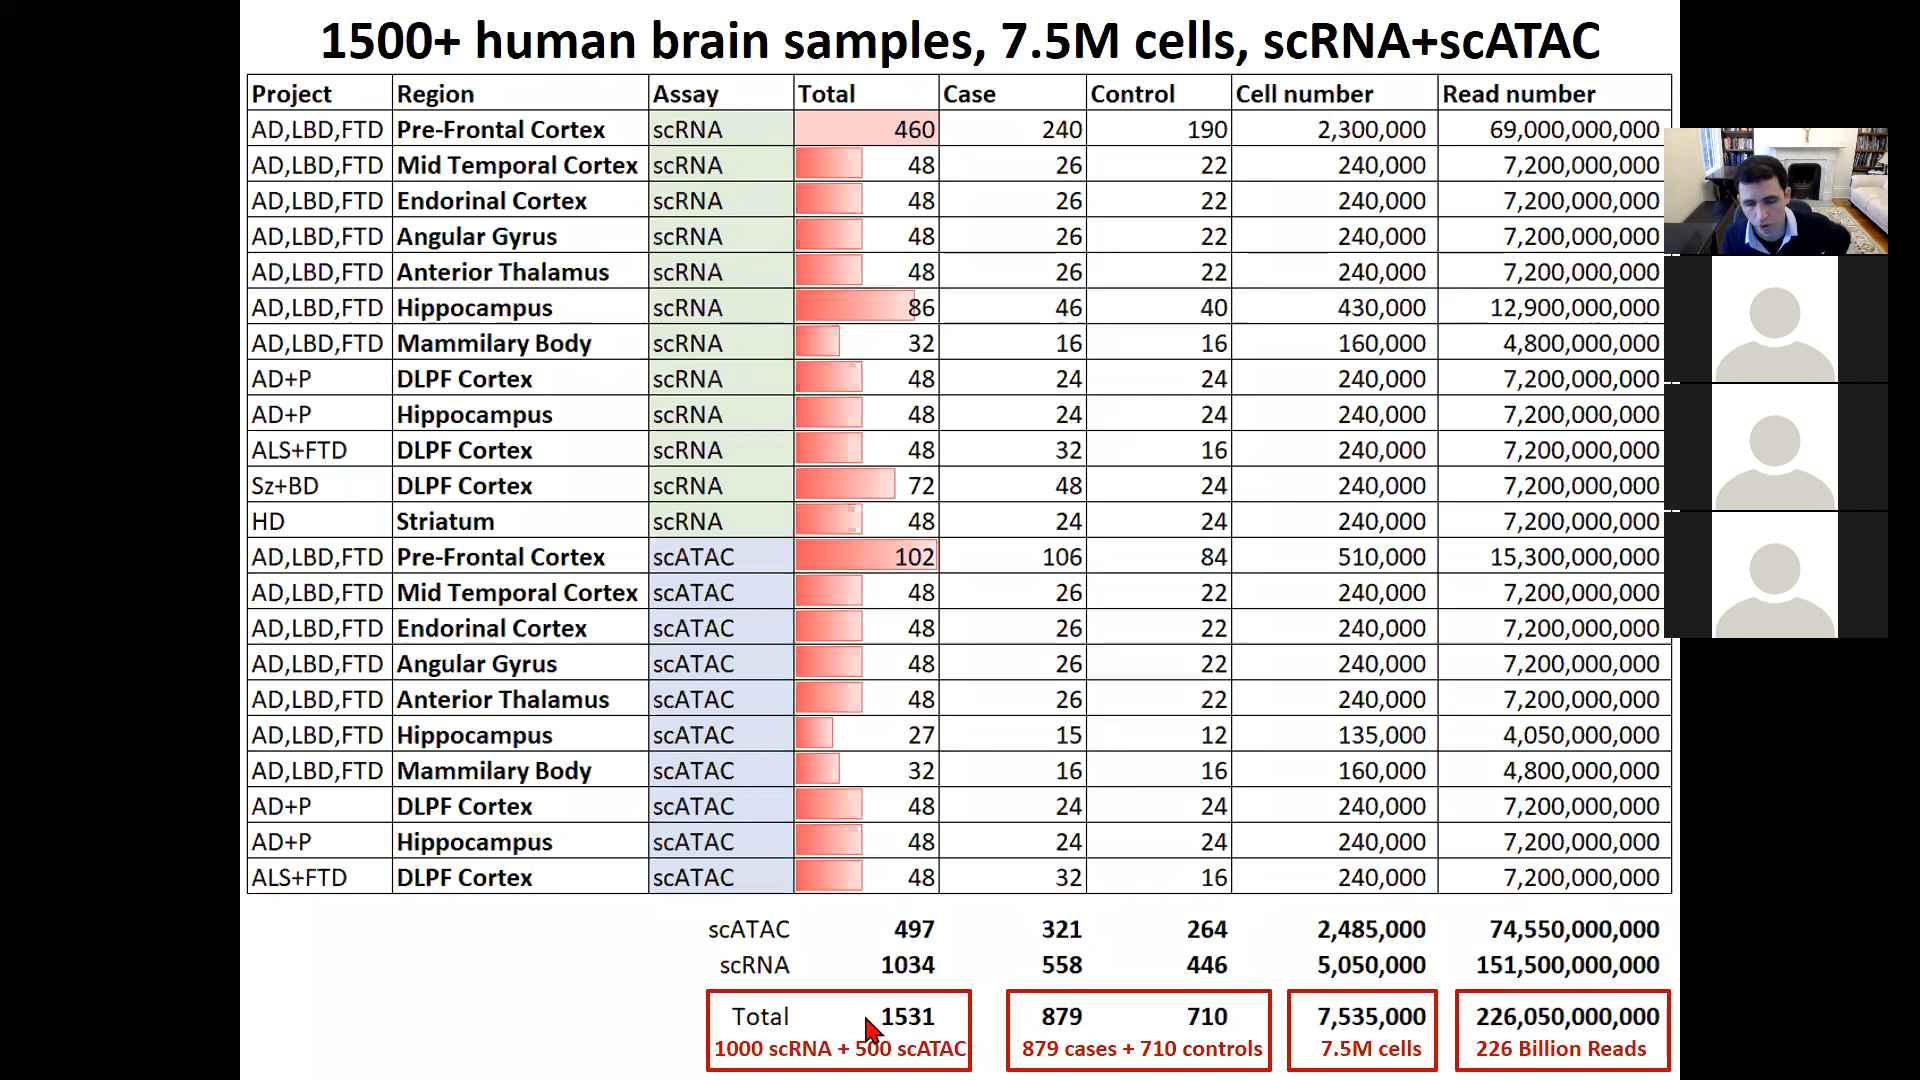 1500+ human brain samples, 7.5M cells, scRNA+scATAC
Project Region Assay Total Case Control Cell number Read number
AD,LBD,FTD Pre-Frontal Cortex scRNA 460 240 190 2,300,000 69,000,000,000
AD,LBD,FTD Mid Temporal Cortex scRNA 48 26 22 240,000 7,200,000,000
AD,LBD,FTD Endorinal Cortex scRNA 48 26 22 240,000 7,200,000,000
AD,LBD,FTD Angular Gyrus scRNA 48 26 22 240,000 7,200,000,000
AD,LBD,FTD Anterior Thalamus scRNA 48 26 22 240,000 7,200,000,000
AD,LBD,FTD Hippocampus scRNA 86 46 40 430,000 12,900,000,000
AD,LBD,FTD Mammilary Body scRNA 32 16 16 160,000 4,800,000,000
AD+P DLPF Cortex scRNA 48 24 24 240,000 7,200,000,000
AD+P Hippocampus scRNA 48 24 24 240,000 7,200,000,000
ALS+FTD DLPF Cortex scRNA 48 32 16 240,000 7,200,000,000
Sz+BD DLPF Cortex scRNA 72 48 24 240,000 7,200,000,000
HD Striatum scRNA 48 24 24 240,000 7,200,000,000
AD,LBD,FTD Pre-Frontal Cortex scATAC 102 106 84 510,000 15,300,000,000
AD,LBD,FTD Mid Temporal Cortex scATAC 48 26 22 240,000 7,200,000,000
AD,LBD,FTD Endorinal Cortex scATAC 48 26 22 240,000 7,200,000,000
AD,LBD,FTD Angular Gyrus scATAC 48 26 22 240,000 7,200,000,000
AD,LBD,FTD Anterior Thalamus scATAC 48 26 22 240,000 7,200,000,000
AD,LBD,FTD Hippocampus scATAC 27 15 12 135,000 4,050,000,000
AD,LBD,FTD Mammilary Body scATAC 32 16 16 160,000 4,800,000,000
AD+P DLPF Cortex scATAC 48 24 24 240,000 7,200,000,000
AD+P Hippocampus scATAC 48 24 24 240,000 7,200,000,000
ALS+FTD DLPF Cortex scATAC 48 32 16 240,000 7,200,000,000
scATAC 497 321 264 2,485,000 74,550,000,000
scRNA 1034 558 446 5,050,000 151,500,000,000
Total 1531 879 710 7,535,000 226,050,000,000
1000 scRNA + 500 scATAC 879 cases + 710 controls 7.5M cells 226 Billion Reads